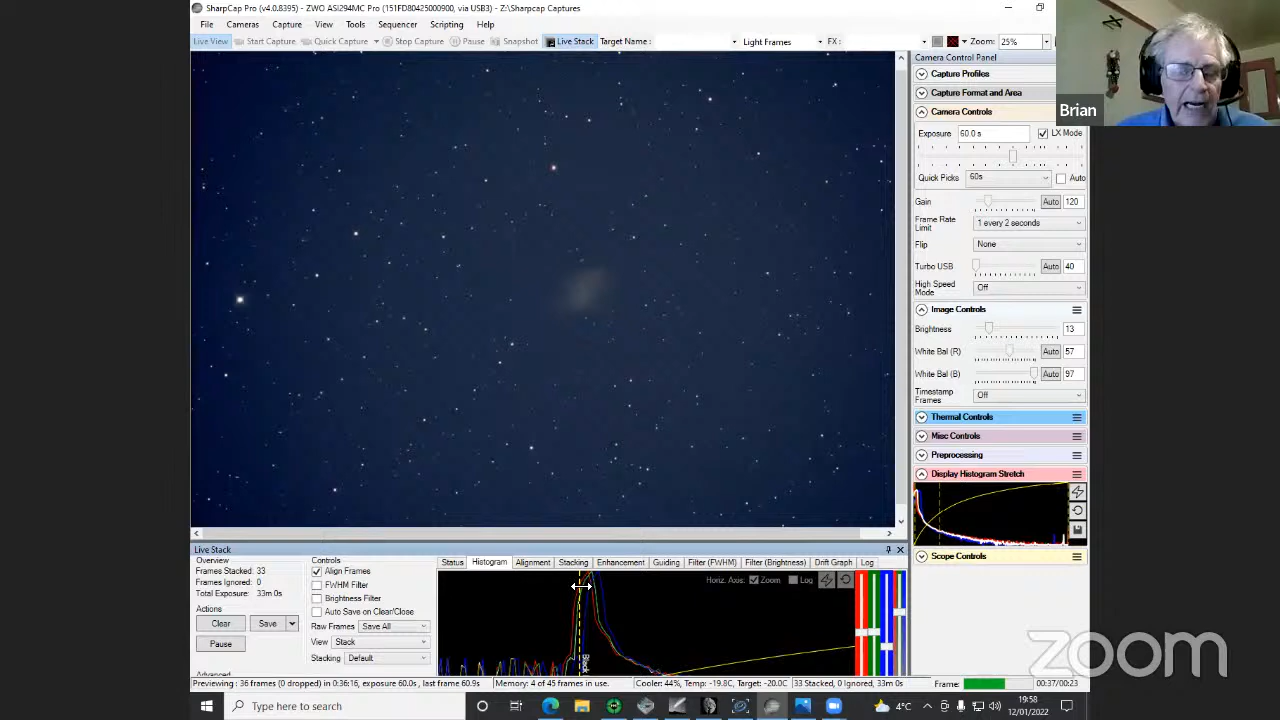 SharpCap Pro (v4.0.8395) - ZWO ASI294MC Pro (151FD80425000900, via USB3) - Z:\Sharpcap Captures
File Cameras Capture View Tools Sequencer Scripting Help
Live View Start Capture Quick Capture Stop Capture Pause Snapshot Live Stack Target Name : Light Frames FX : Zoom: 25%
Camera Control Panel
Capture Profiles
Capture Format and Area
Camera Controls
Exposure 60.0 s LX Mode
Quick Picks 60s Auto
Gain Auto 120
Frame Rate Limit 1 every 2 seconds
Flip None
Turbo USB Auto 40
High Speed Mode Off
Image Controls
Brightness 13
White Bal (R) Auto 57
White Bal (B) Auto 97
Timestamp Frames Off
Thermal Controls
Misc Controls
Preprocessing
Display Histogram Stretch
Scope Controls
Brian
Live Stack
Overview
Frames Stacked: 33
Frames Ignored: 0
Total Exposure: 33m 0s
Actions
Clear Save
Pause
Advanced
Controls
Align Frames
FWHM Filter
Brightness Filter
Auto Save on Clear/Close
Raw Frames Save All
View Stack
Stacking Default
Status Histogram Alignment Stacking Enhancement Guiding Filter (FWHM) Filter (Brightness) Drift Graph Log
Horiz. Axis: Zoom Log
Black
zoom
Previewing : 36 frames (0 dropped) in 0:36:16, exposure 60.0s , last frame 60.9s Memory: 4 of 45 frames in use. Cooler: 44%, Temp: -19.8C, Target: -20.0C 33 Stacked, 0 Ignored, 33m 0s Frame: 00:37/00:23
Type here to search
4°C
19:58
12/01/2022